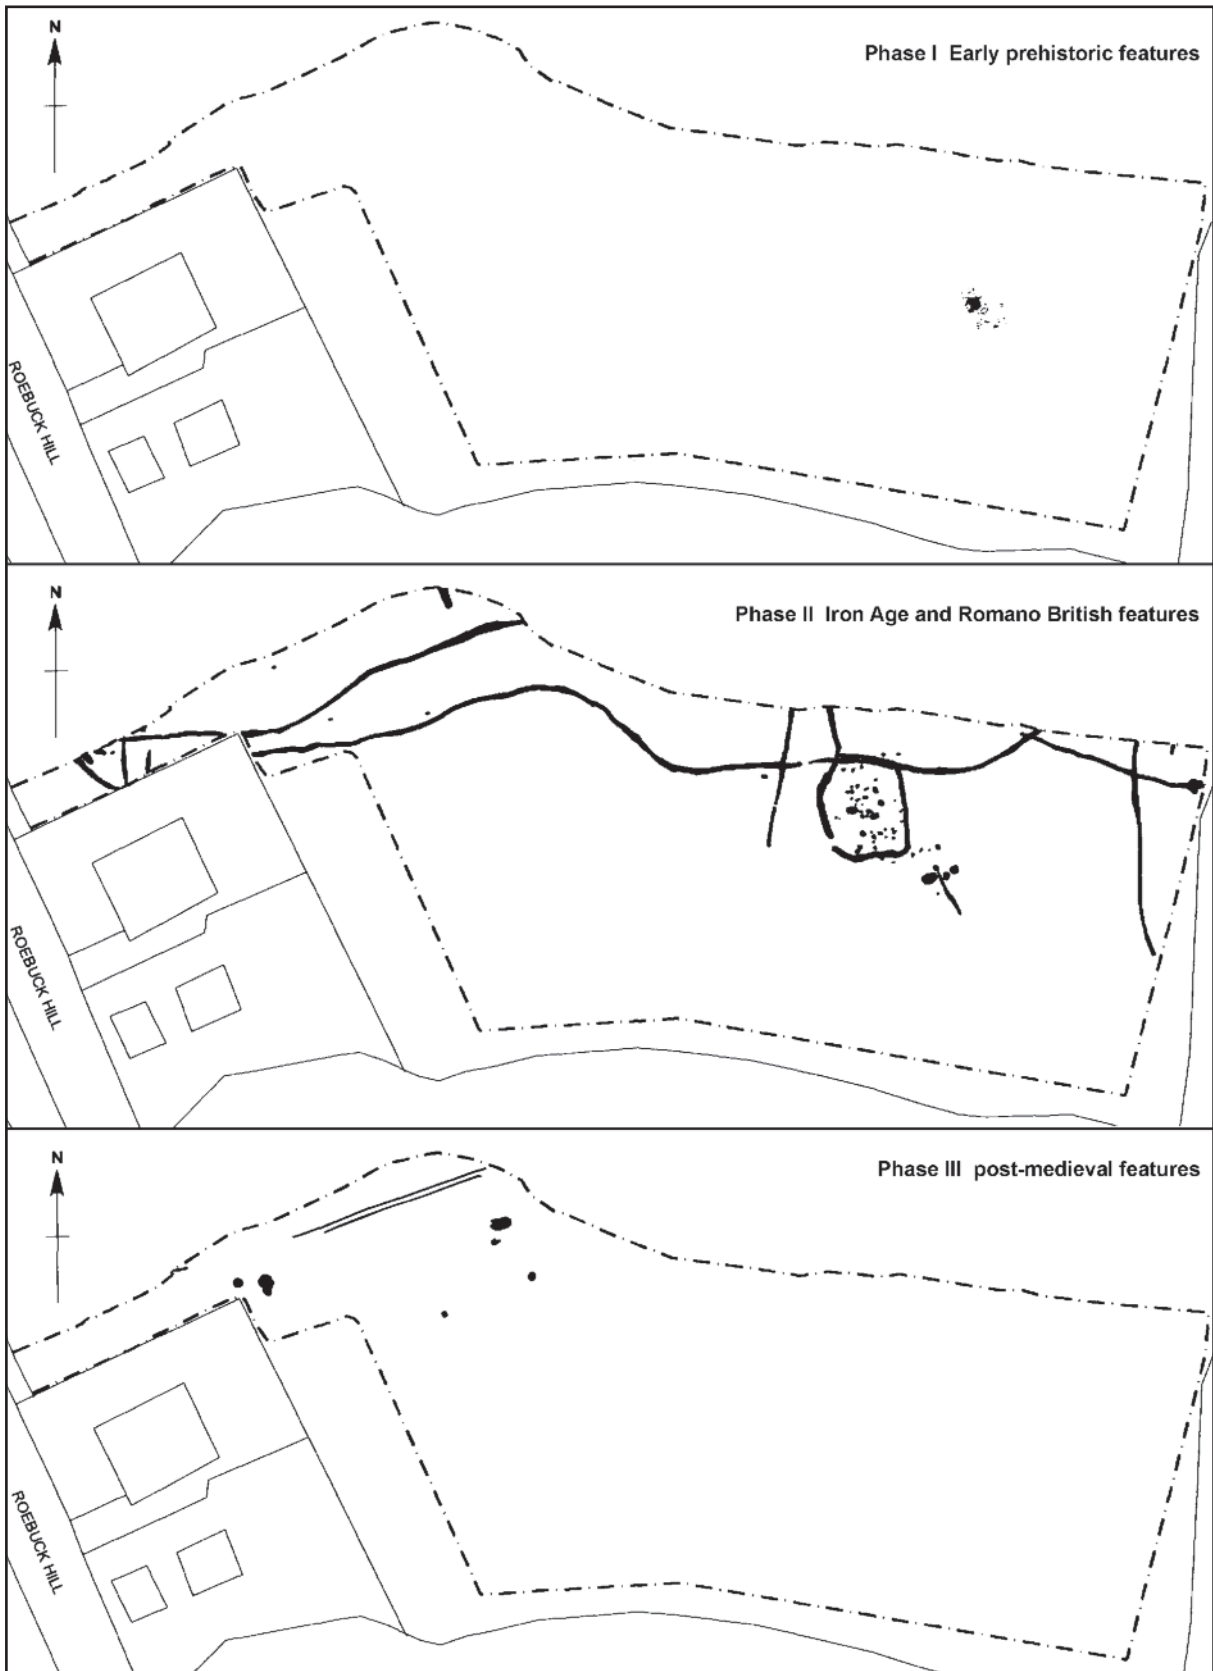 N
Phase I Early prehistoric features
ROEBUCK HILL
N
Phase II Iron Age and Romano British features
ROEBUCK HILL
N
Phase III post-medieval features
ROEBUCK HILL